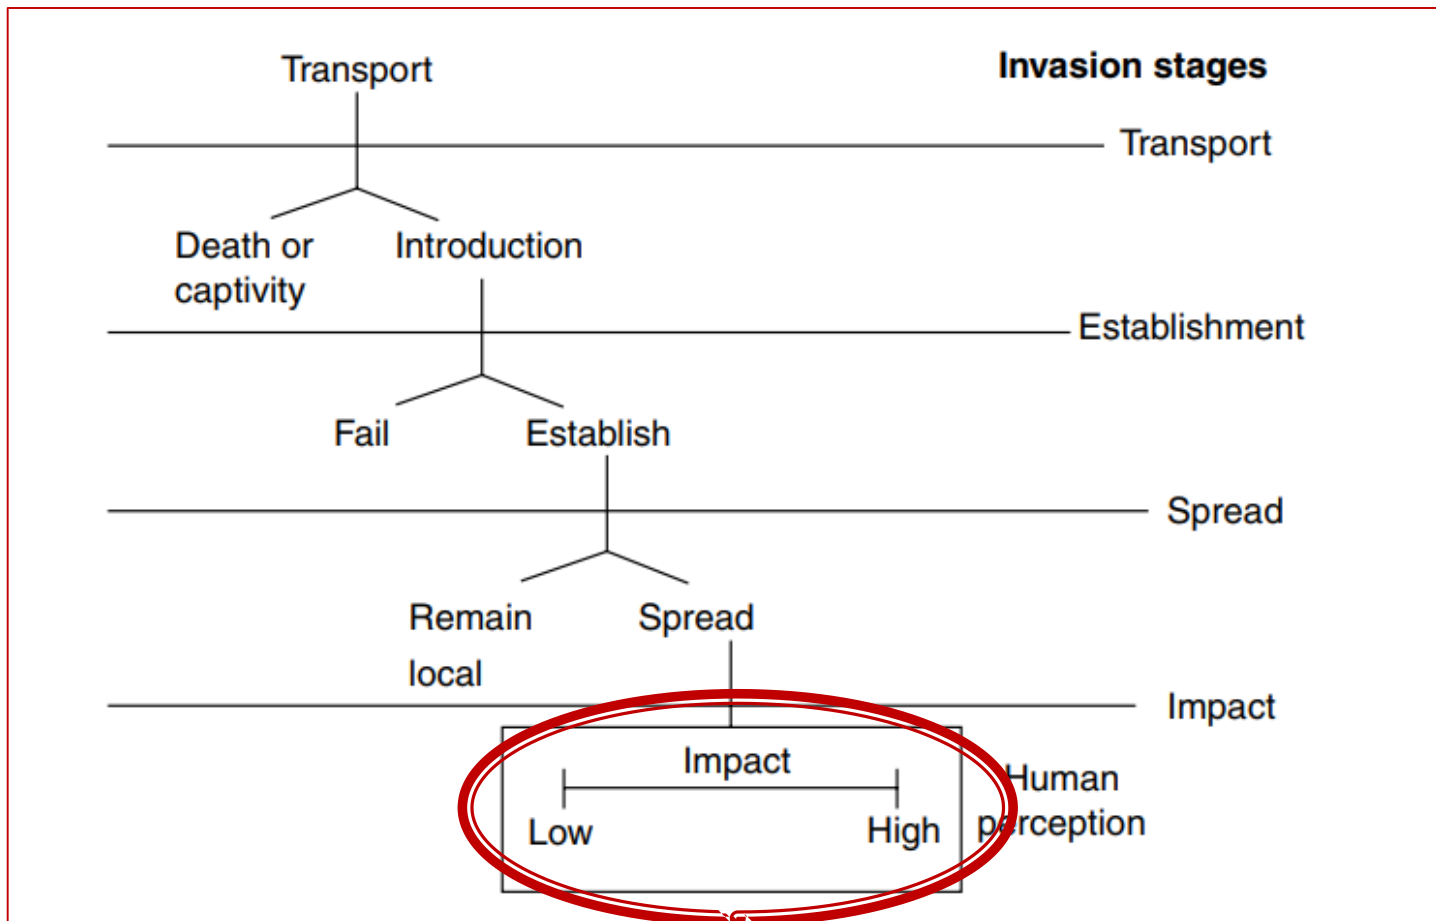 Transport
Invasion stages
Transport
Death or
captivity
Introduction
Establishment
Fail
Establish
Spread
Remain
local
Spread
Impact
Impact
Low
High
Human
perception